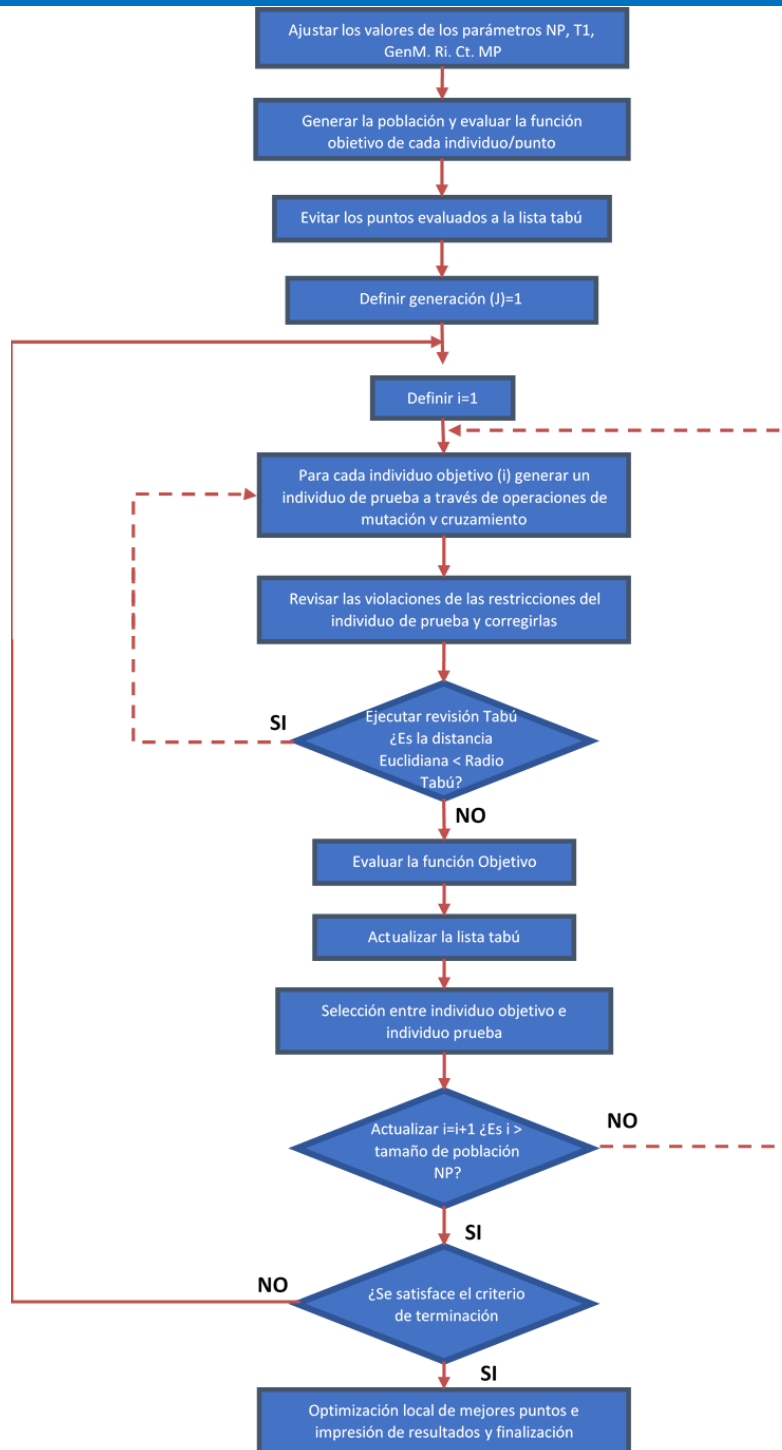 Ajustar los valores de los parámetros NP, T1,
GenM. Ri. Ct. MP
Generar la población y evaluar la función
objetivo de cada individuo/punto
Evitar los puntos evaluados a la lista tabú
Definir generación (J)=1
Definir i=1
Para cada individuo objetivo (i) generar un
individuo de prueba a través de operaciones de
mutación y cruzamiento
Revisar las violaciones de las restricciones del
individuo de prueba y corregirlas
Ejecutar revisión Tabú
¿Es la distancia
Euclidiana < Radio
Tabú?
SI
NO
Evaluar la función Objetivo
Actualizar la lista tabú
Selección entre individuo objetivo e
individuo prueba
Actualizar i=i+1 ¿Es i >
tamaño de población
NP?
NO
SI
¿Se satisface el criterio
de terminación
NO
SI
Optimización local de mejores puntos e
impresión de resultados y finalización